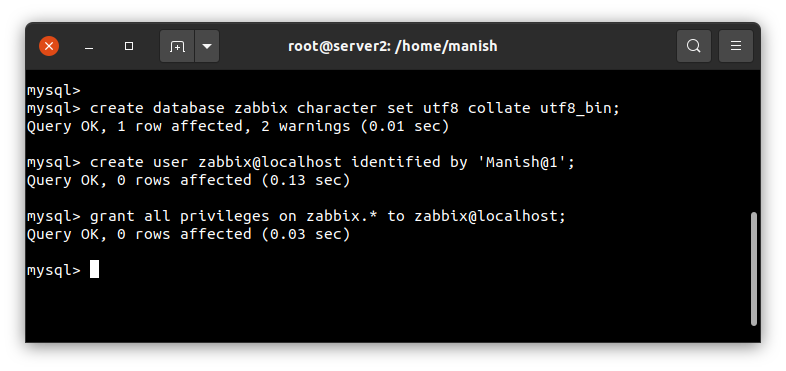 root@server2: /home/manish
mysql>
mysql> create database zabbix character set utf8 collate utf8_bin;
Query OK, 1 row affected, 2 warnings (0.01 sec)
mysql> create user zabbix@localhost identified by 'Manish@1';
Query OK, 0 rows affected (0.13 sec)
mysql> grant all privileges on zabbix.* to zabbix@localhost;
Query OK, 0 rows affected (0.03 sec)
mysql>